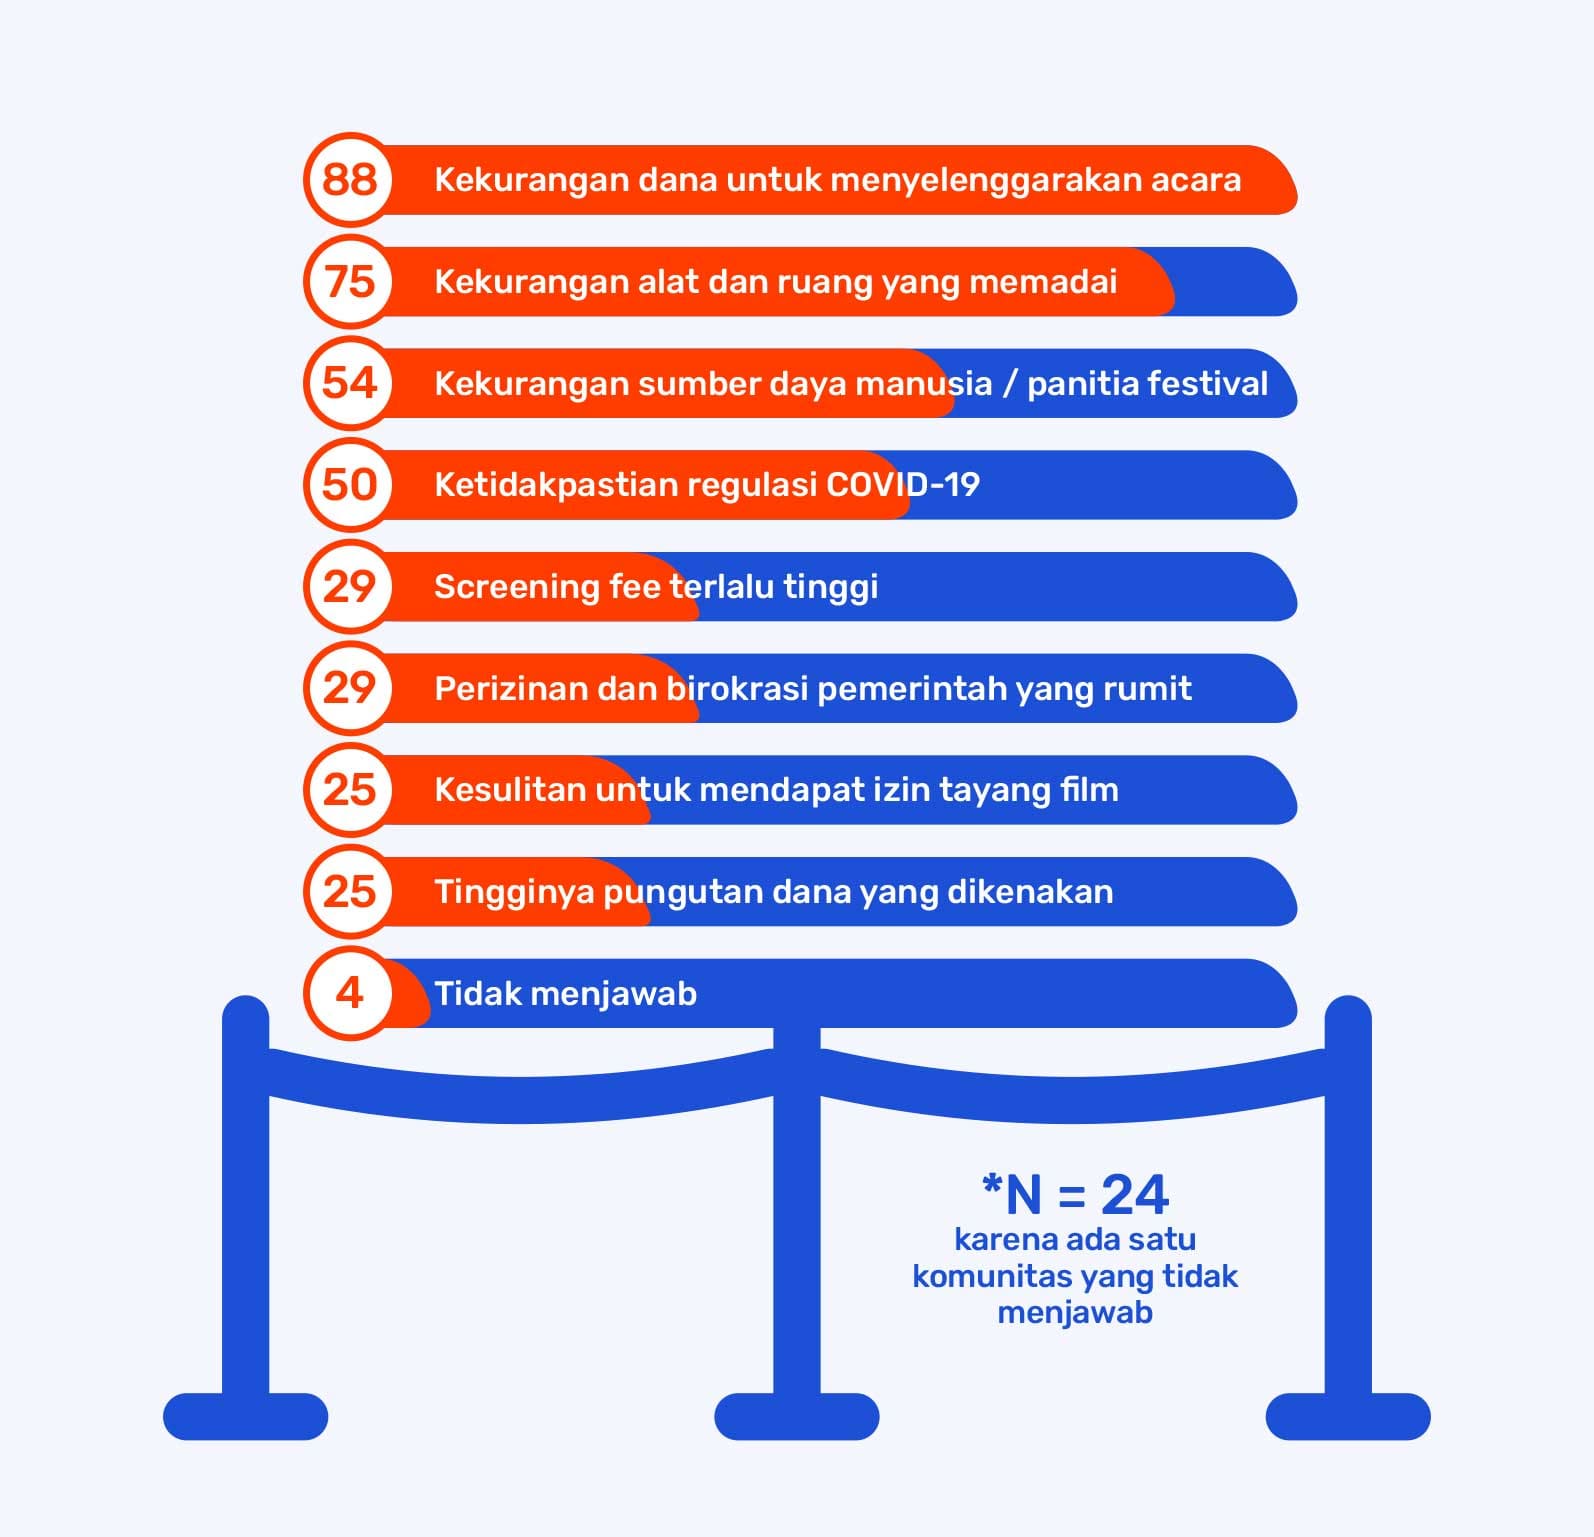 88 Kekurangan dana untuk menyelenggarakan acara
75 Kekurangan alat dan ruang yang memadai
54 Kekurangan sumber daya manusia / panitia festival
50 Ketidakpastian regulasi COVID-19
29 Screening fee terlalu tinggi
29 Perizinan dan birokrasi pemerintah yang rumit
25 Kesulitan untuk mendapat izin tayang film
25 Tingginya pungutan dana yang dikenakan
4 Tidak menjawab
*N = 24
karena ada satu
komunitas yang tidak
menjawab